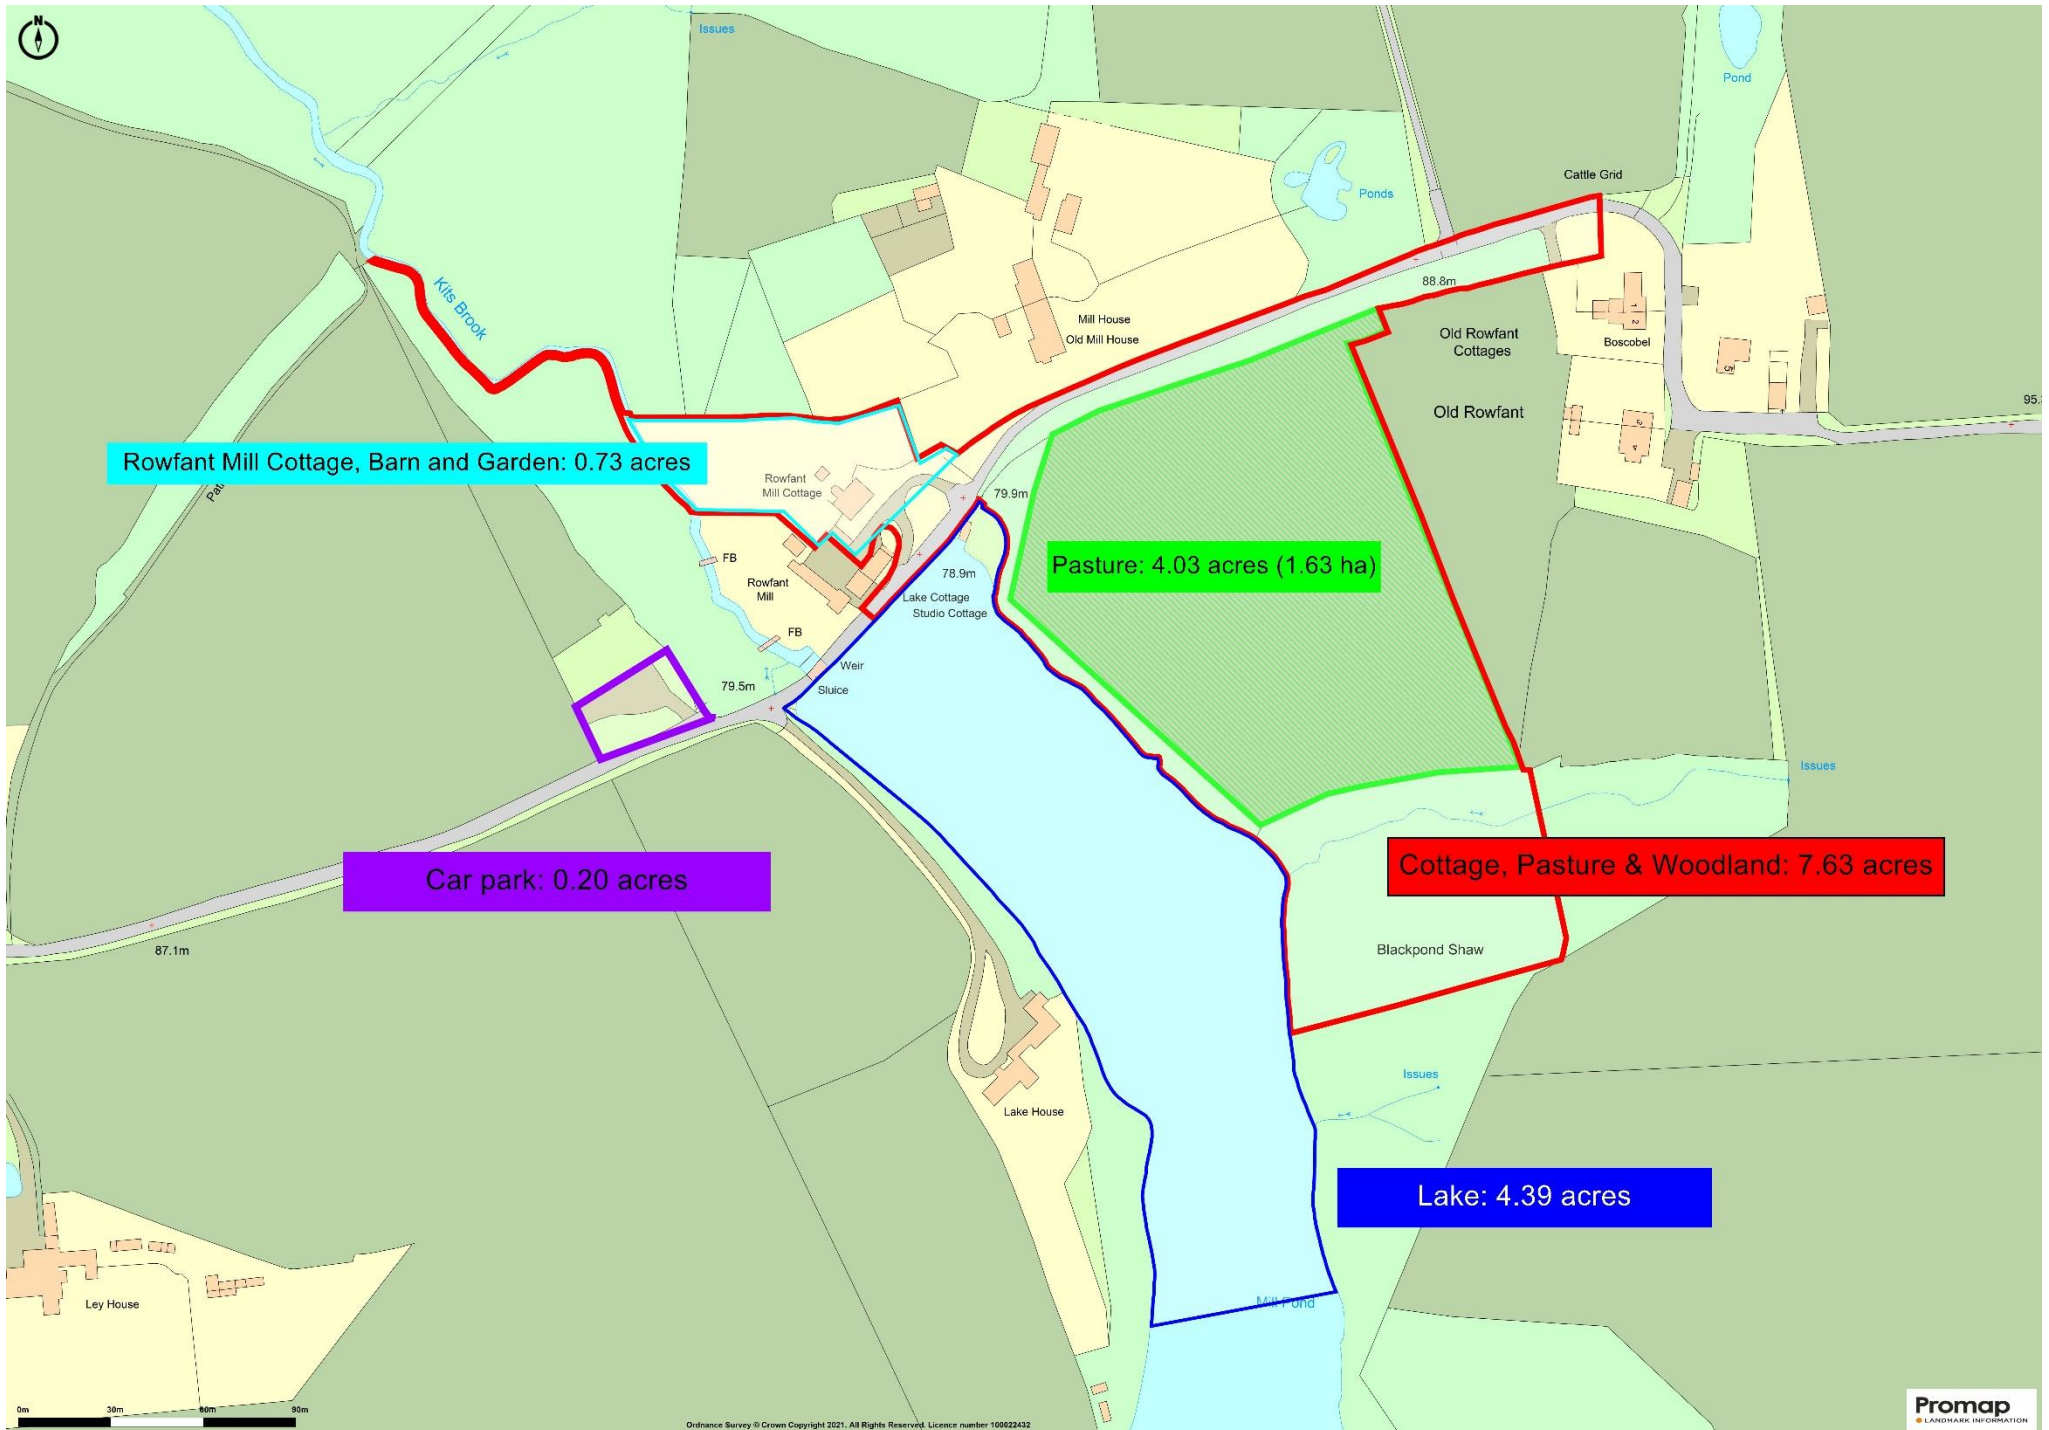 N
Issues
Pond
Cattle Grid
Ponds
Kits Brook
88.8m
Mill House
Old Mill House
Old Rowfant
Cottages
1
2
Boscobel
5
Old Rowfant
3
4
95.
Rowfant Mill Cottage, Barn and Garden: 0.73 acres
Rowfant
Mill Cottage
79.9m
FB
Pasture: 4.03 acres (1.63 ha)
78.9m
Rowfant
Mill
Lake Cottage
Studio Cottage
FB
Weir
79.5m
Sluice
Issues
Car park: 0.20 acres
Cottage, Pasture & Woodland: 7.63 acres
87.1m
Blackpond Shaw
Issues
Lake House
Lake: 4.39 acres
Mill Pond
Ley House
0m 30m 60m 90m
Ordnance Survey © Crown Copyright 2021. All Rights Reserved. Licence number 100022432
Promap
LANDMARK INFORMATION